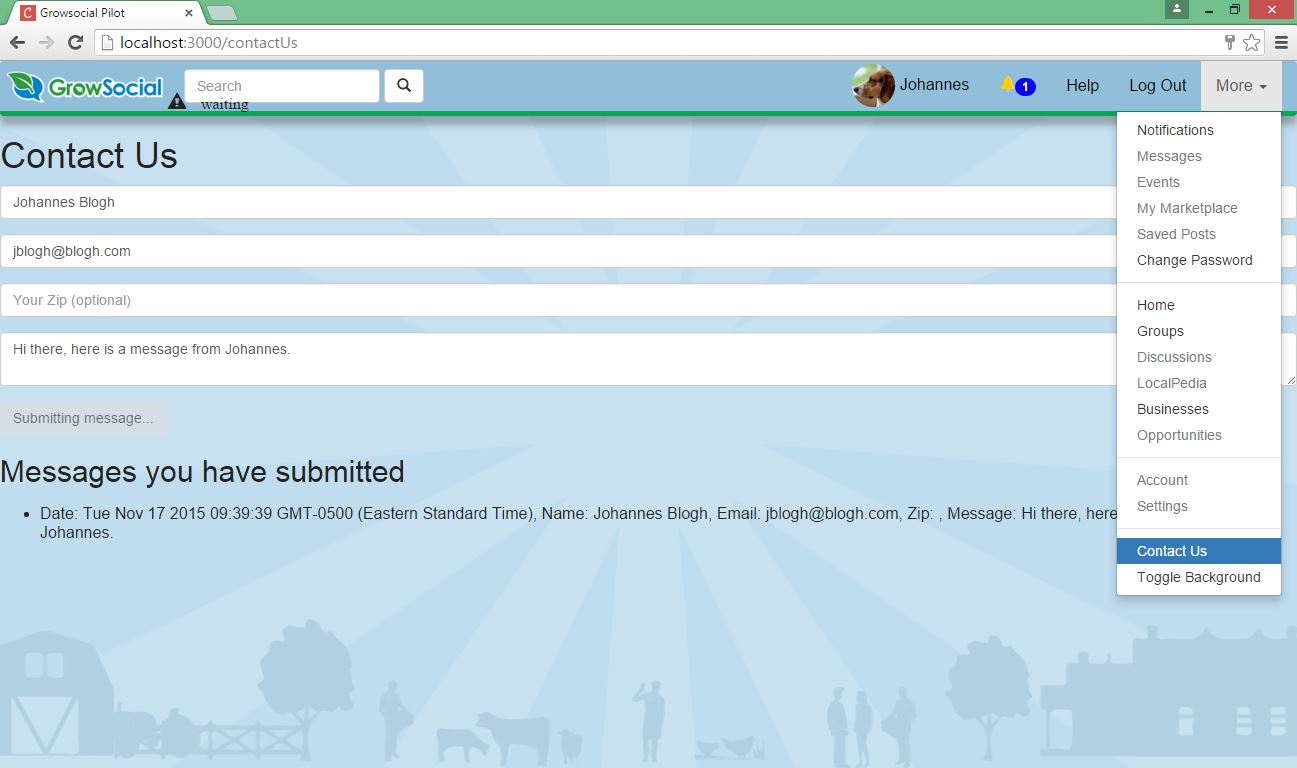 Growsocial Pilot
localhost:3000/contactUs
GrowSocial
Search
waiting
Johannes
1
Help
Log Out
More
Contact Us
Johannes Blogh
jblogh@blogh.com
Your Zip (optional)
Hi there, here is a message from Johannes.
Submitting message...
Messages you have submitted
Date: Tue Nov 17 2015 09:39:39 GMT-0500 (Eastern Standard Time), Name: Johannes Blogh, Email: jblogh@blogh.com, Zip: , Message: Hi there, here
Johannes.
Notifications
Messages
Events
My Marketplace
Saved Posts
Change Password
Home
Groups
Discussions
LocalPedia
Businesses
Opportunities
Account
Settings
Contact Us
Toggle Background